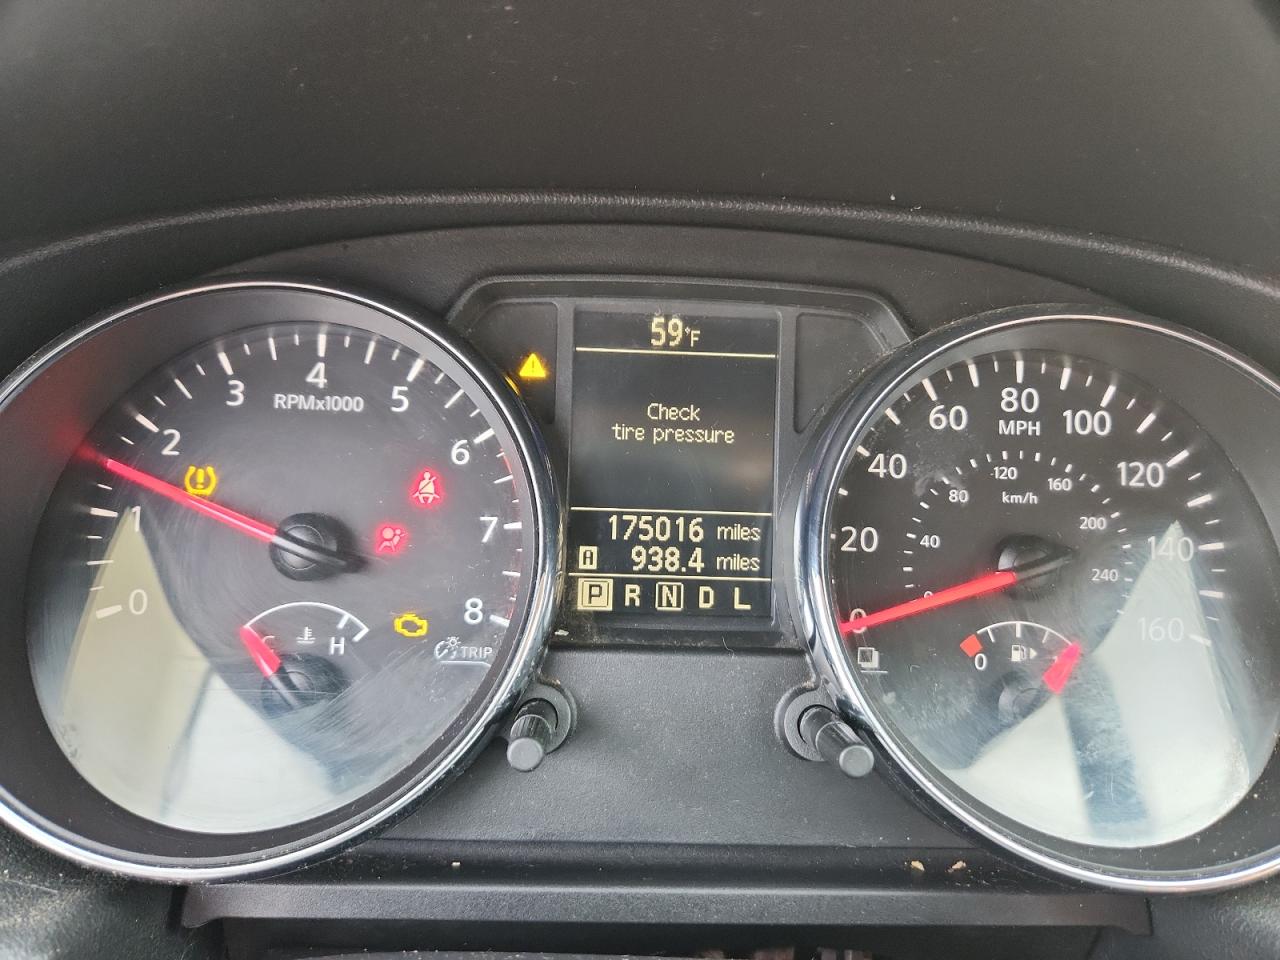 59°F
Check
tire pressure
175016 miles
A 938.4 miles
P R N D L
0 1 2 3 4 5 6 7 8
RPMx1000
C H
TRIP
0 20 40 60 80 100 120 140 160
MPH
0 40 80 120 160 200 240
km/h
0